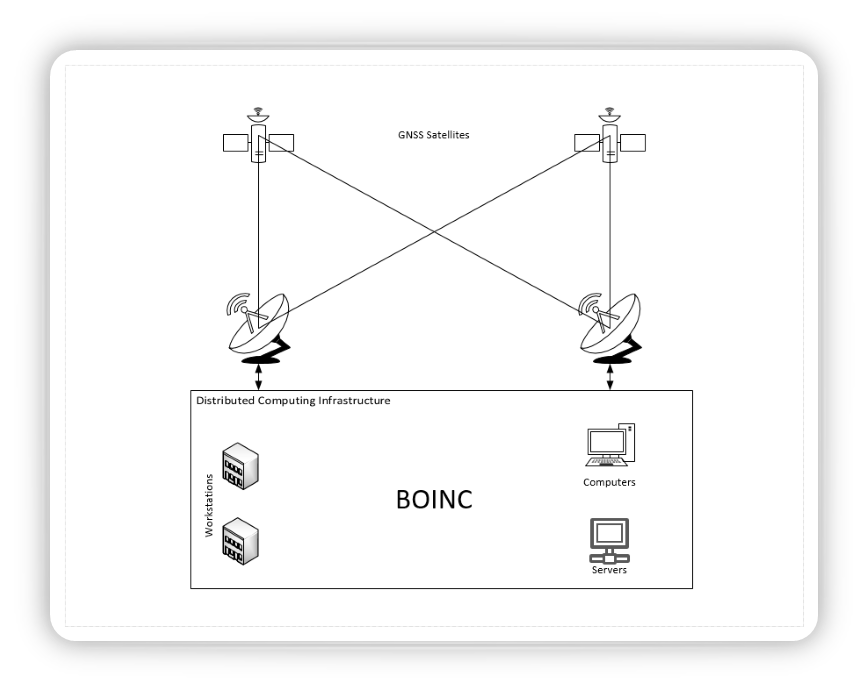 GNSS Satellites
Distributed Computing Infrastructure
Workstations
BOINC
Computers
Servers